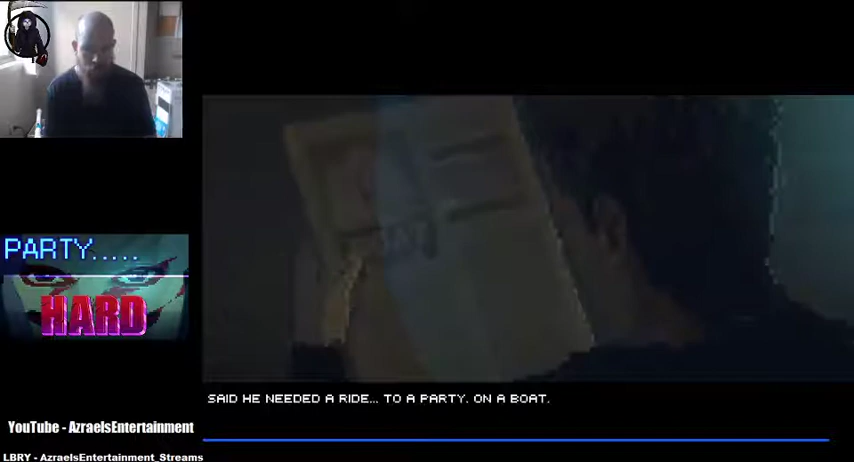 PARTY.....
HARD
SAID HE NEEDED A RIDE... TO A PARTY. ON A BOAT.
YouTube - AzraelsEntertainment
LBRY - AzraelsEntertainment_Streams